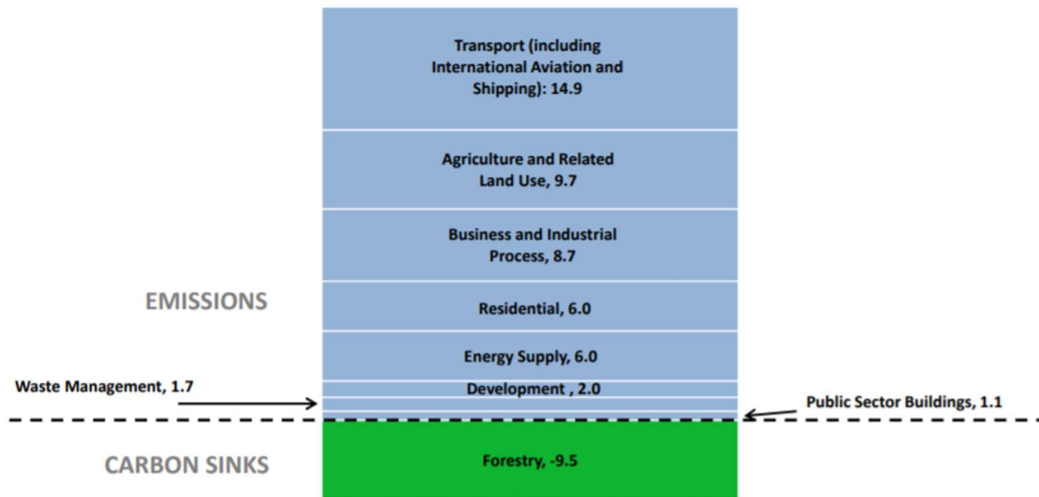 Transport (including
International Aviation and
Shipping): 14.9
Agriculture and Related
Land Use, 9.7
Business and Industrial
Process, 8.7
EMISSIONS
Residential, 6.0
Energy Supply, 6.0
Waste Management, 1.7
Development , 2.0
Public Sector Buildings, 1.1
CARBON SINKS
Forestry, -9.5